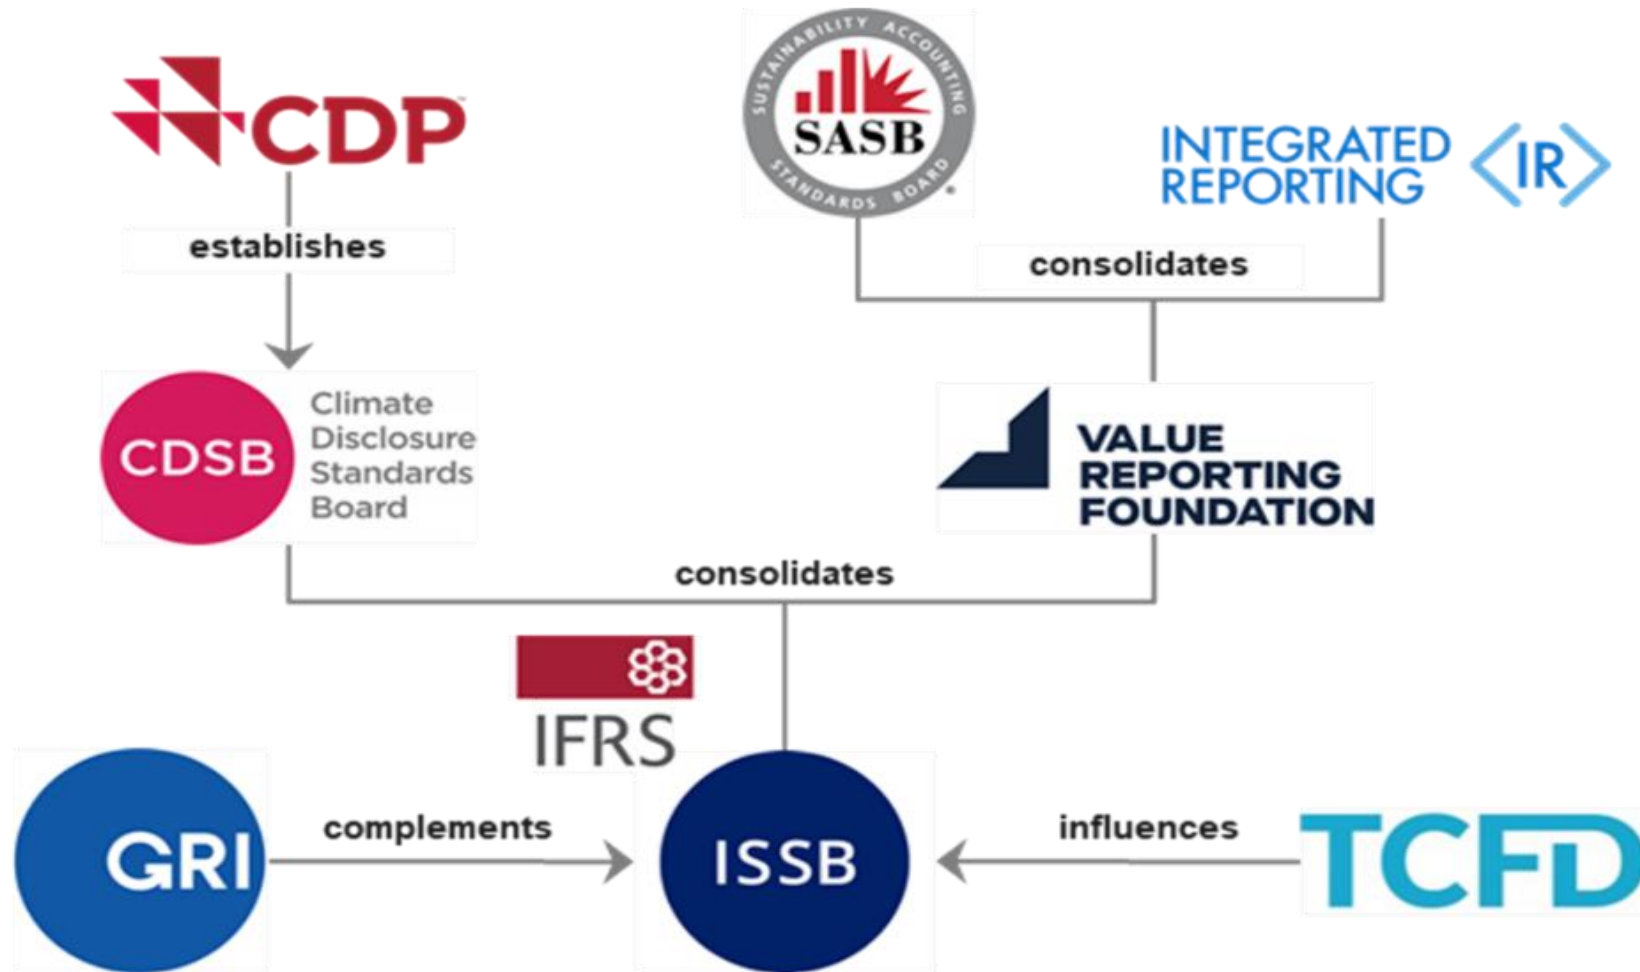 SUSTAINABILITY ACCOUNTING
SASB
STANDARDS BOARD
®
CDP™
INTEGRATED
REPORTING
IR
establishes
consolidates
CDSB
Climate
Disclosure
Standards
Board
VALUE
REPORTING
FOUNDATION
consolidates
IFRS
GRI
complements
ISSB
influences
TCFD